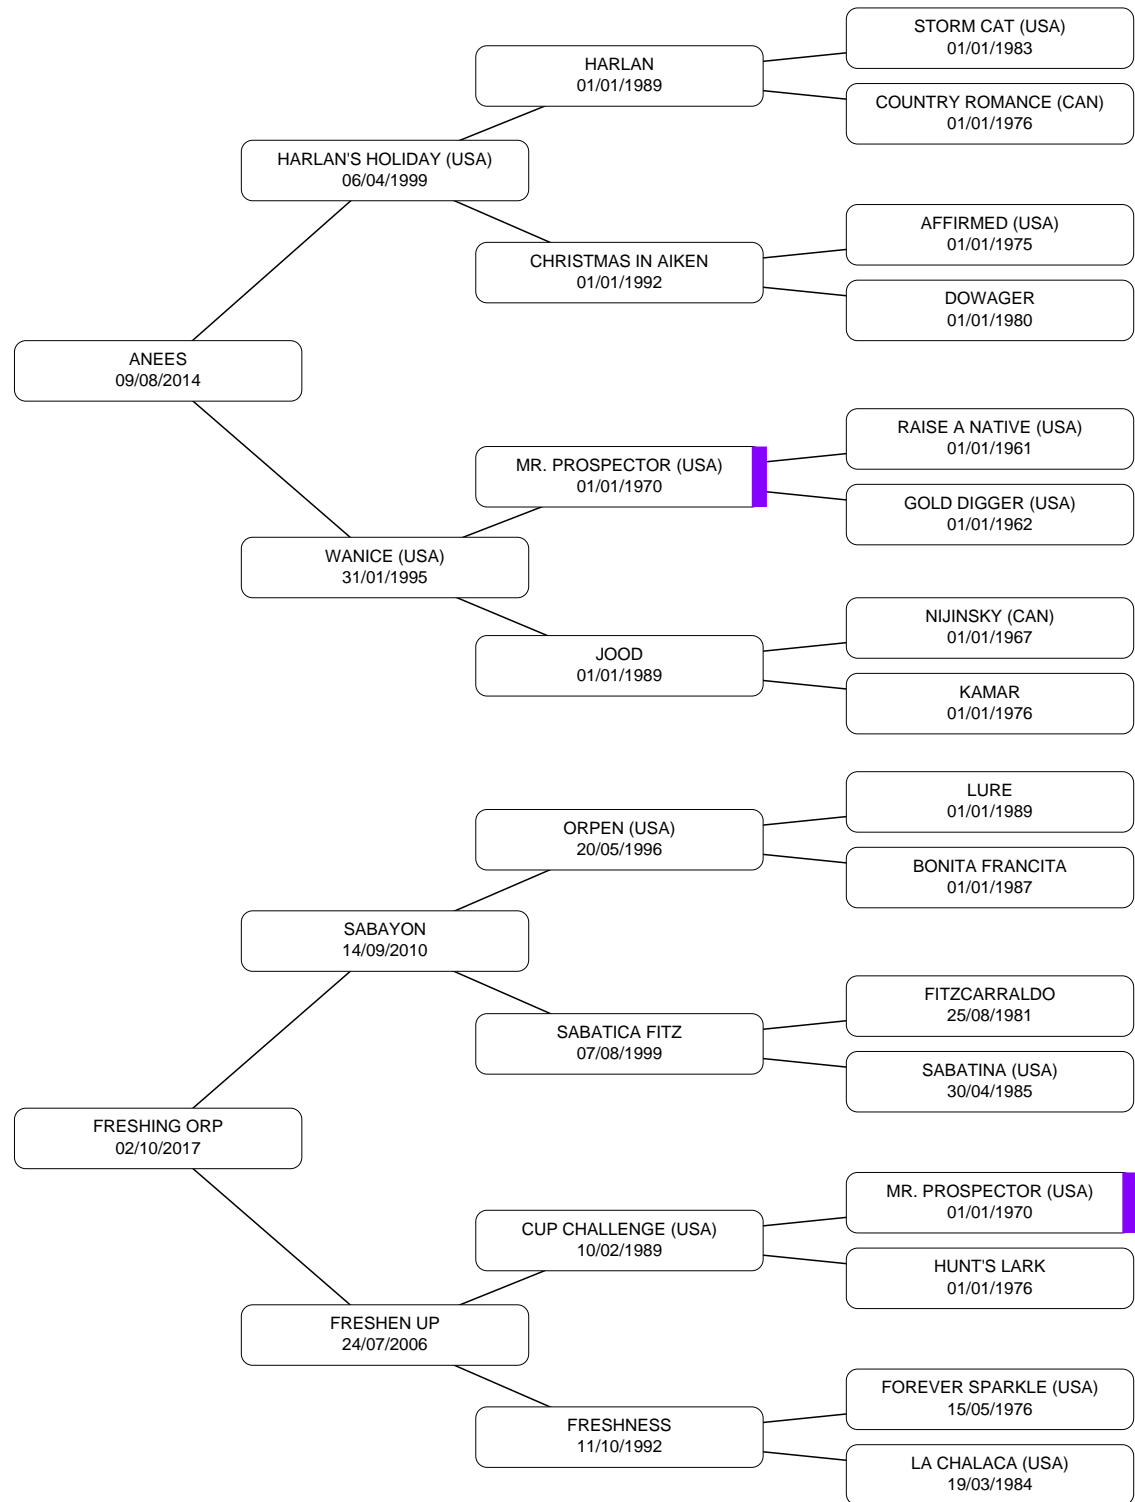 STORM CAT (USA)
01/01/1983
HARLAN
01/01/1989
COUNTRY ROMANCE (CAN)
01/01/1976
HARLAN'S HOLIDAY (USA)
06/04/1999
AFFIRMED (USA)
01/01/1975
CHRISTMAS IN AIKEN
01/01/1992
DOWAGER
01/01/1980
ANEES
09/08/2014
RAISE A NATIVE (USA)
01/01/1961
MR. PROSPECTOR (USA)
01/01/1970
GOLD DIGGER (USA)
01/01/1962
WANICE (USA)
31/01/1995
NIJINSKY (CAN)
01/01/1967
JOOD
01/01/1989
KAMAR
01/01/1976
LURE
01/01/1989
ORPEN (USA)
20/05/1996
BONITA FRANCITA
01/01/1987
SABAYON
14/09/2010
FITZCARRALDO
25/08/1981
SABATICA FITZ
07/08/1999
SABATINA (USA)
30/04/1985
FRESHING ORP
02/10/2017
MR. PROSPECTOR (USA)
01/01/1970
CUP CHALLENGE (USA)
10/02/1989
HUNT'S LARK
01/01/1976
FRESHEN UP
24/07/2006
FOREVER SPARKLE (USA)
15/05/1976
FRESHNESS
11/10/1992
LA CHALACA (USA)
19/03/1984